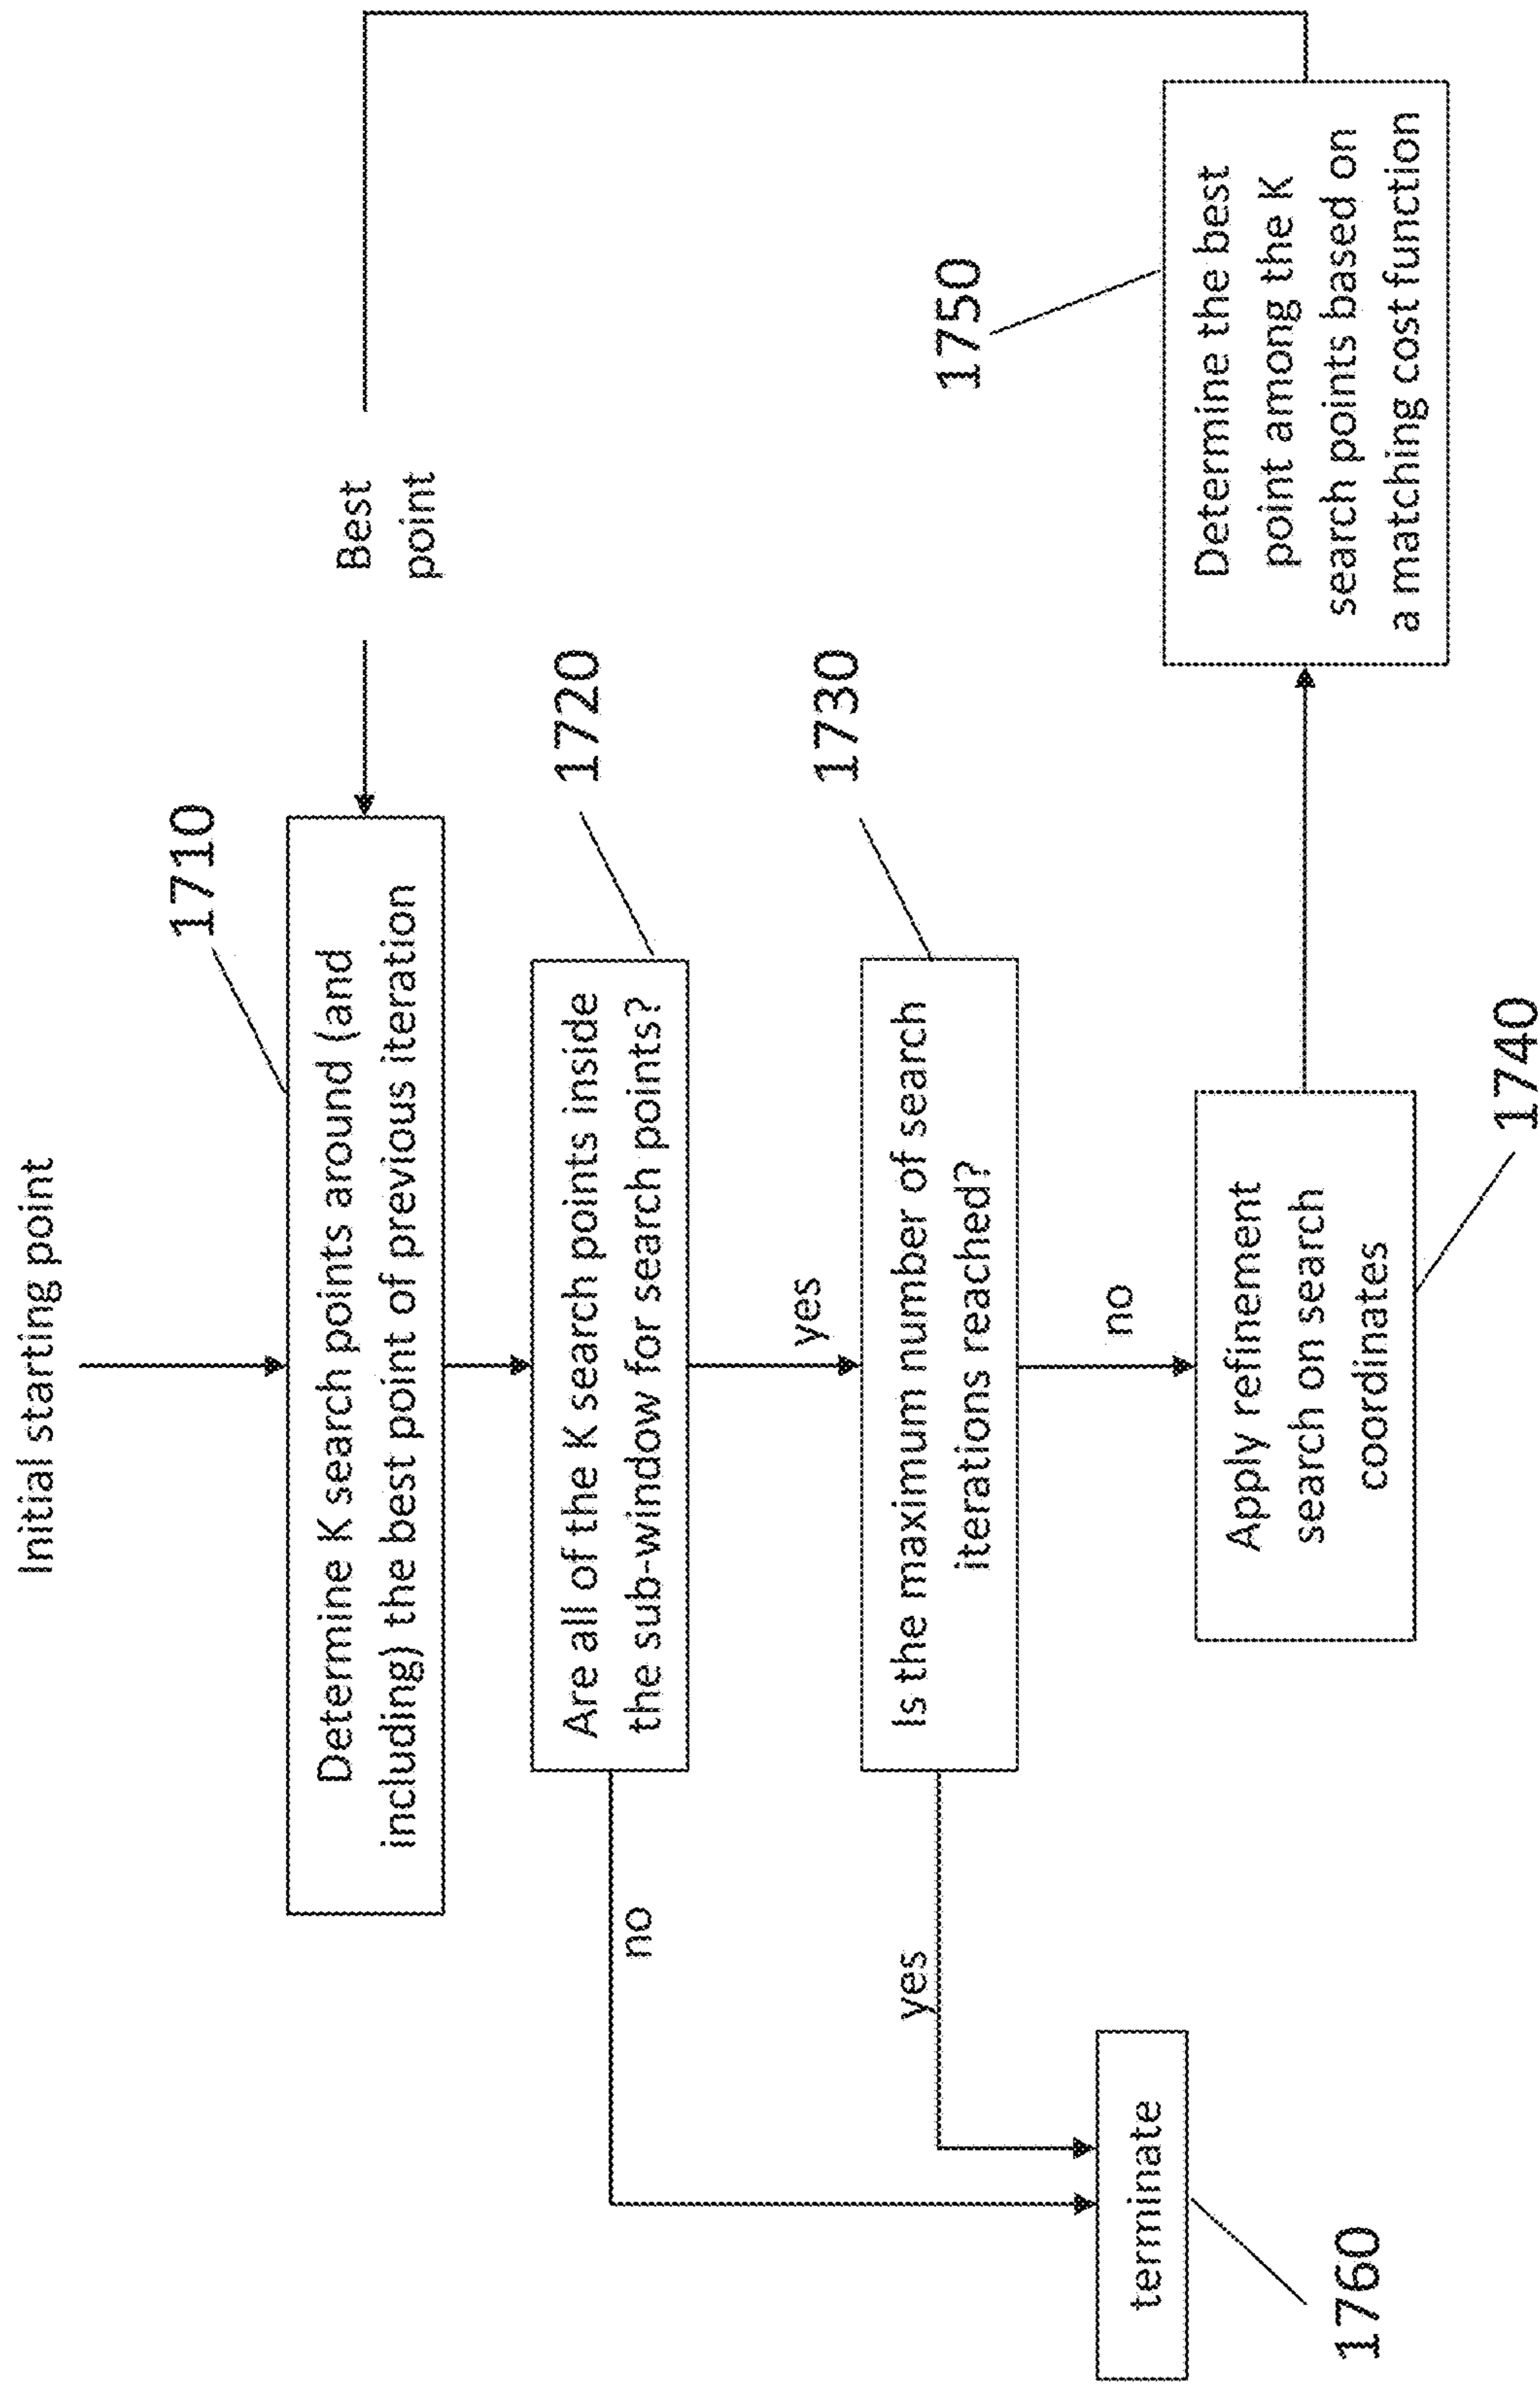 Initial starting point
1710
Determine K search points around (and
including) the best point of previous iteration
Best
point
1720
Are all of the K search points inside
the sub-window for search points?
no
yes
1730
Is the maximum number of search
iterations reached?
yes
no
1750
Determine the best
point among the K
search points based on
a matching cost function
Apply refinement
search on search
coordinates
1740
terminate
1760